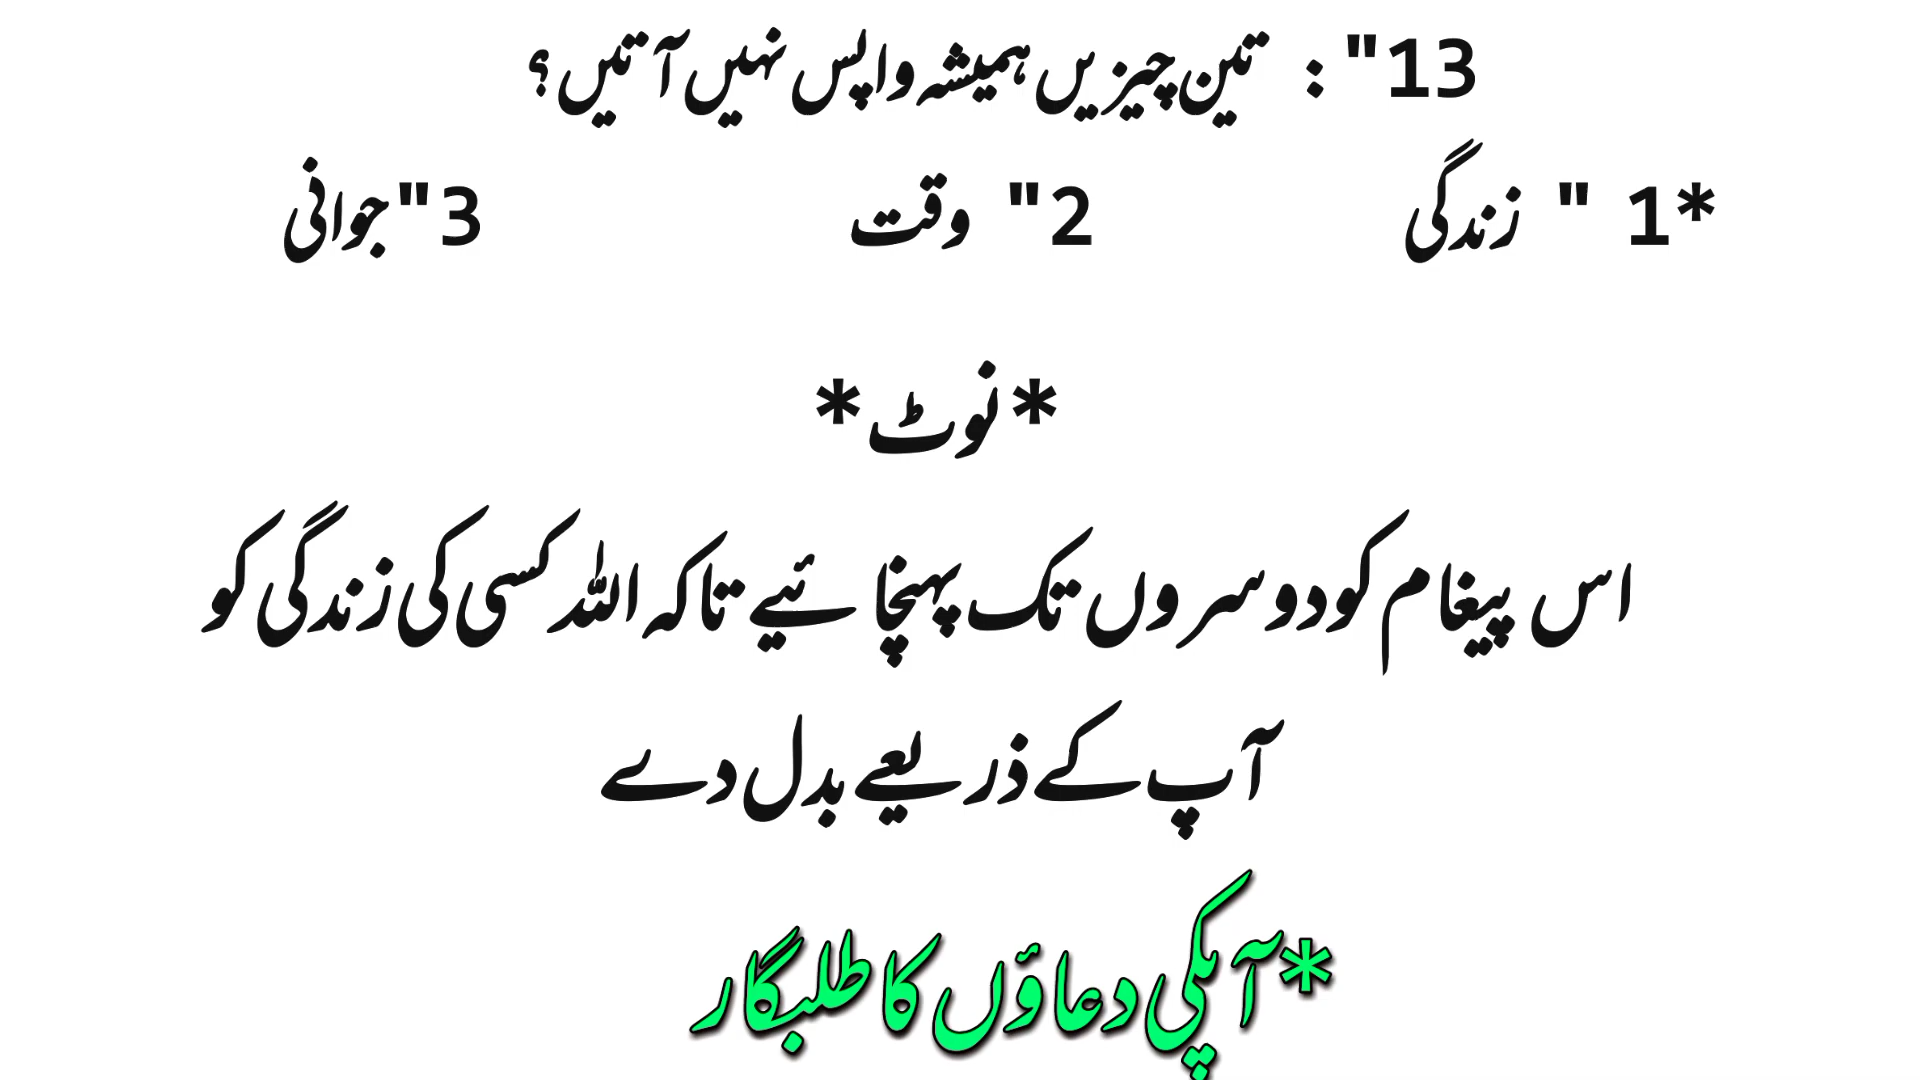 13" : تین چیزیں ہمیشہ واپس نہیں آتیں؟
*1 " زندگی 2" وقت 3"جوانی
*نوٹ*
اس پیغام کو دوسروں تک پہنچائیے تاکہ اللہ کسی کی زندگی کو
آپ کے ذریعے بدل دے
*آپکی دعاؤں کا طلبگار